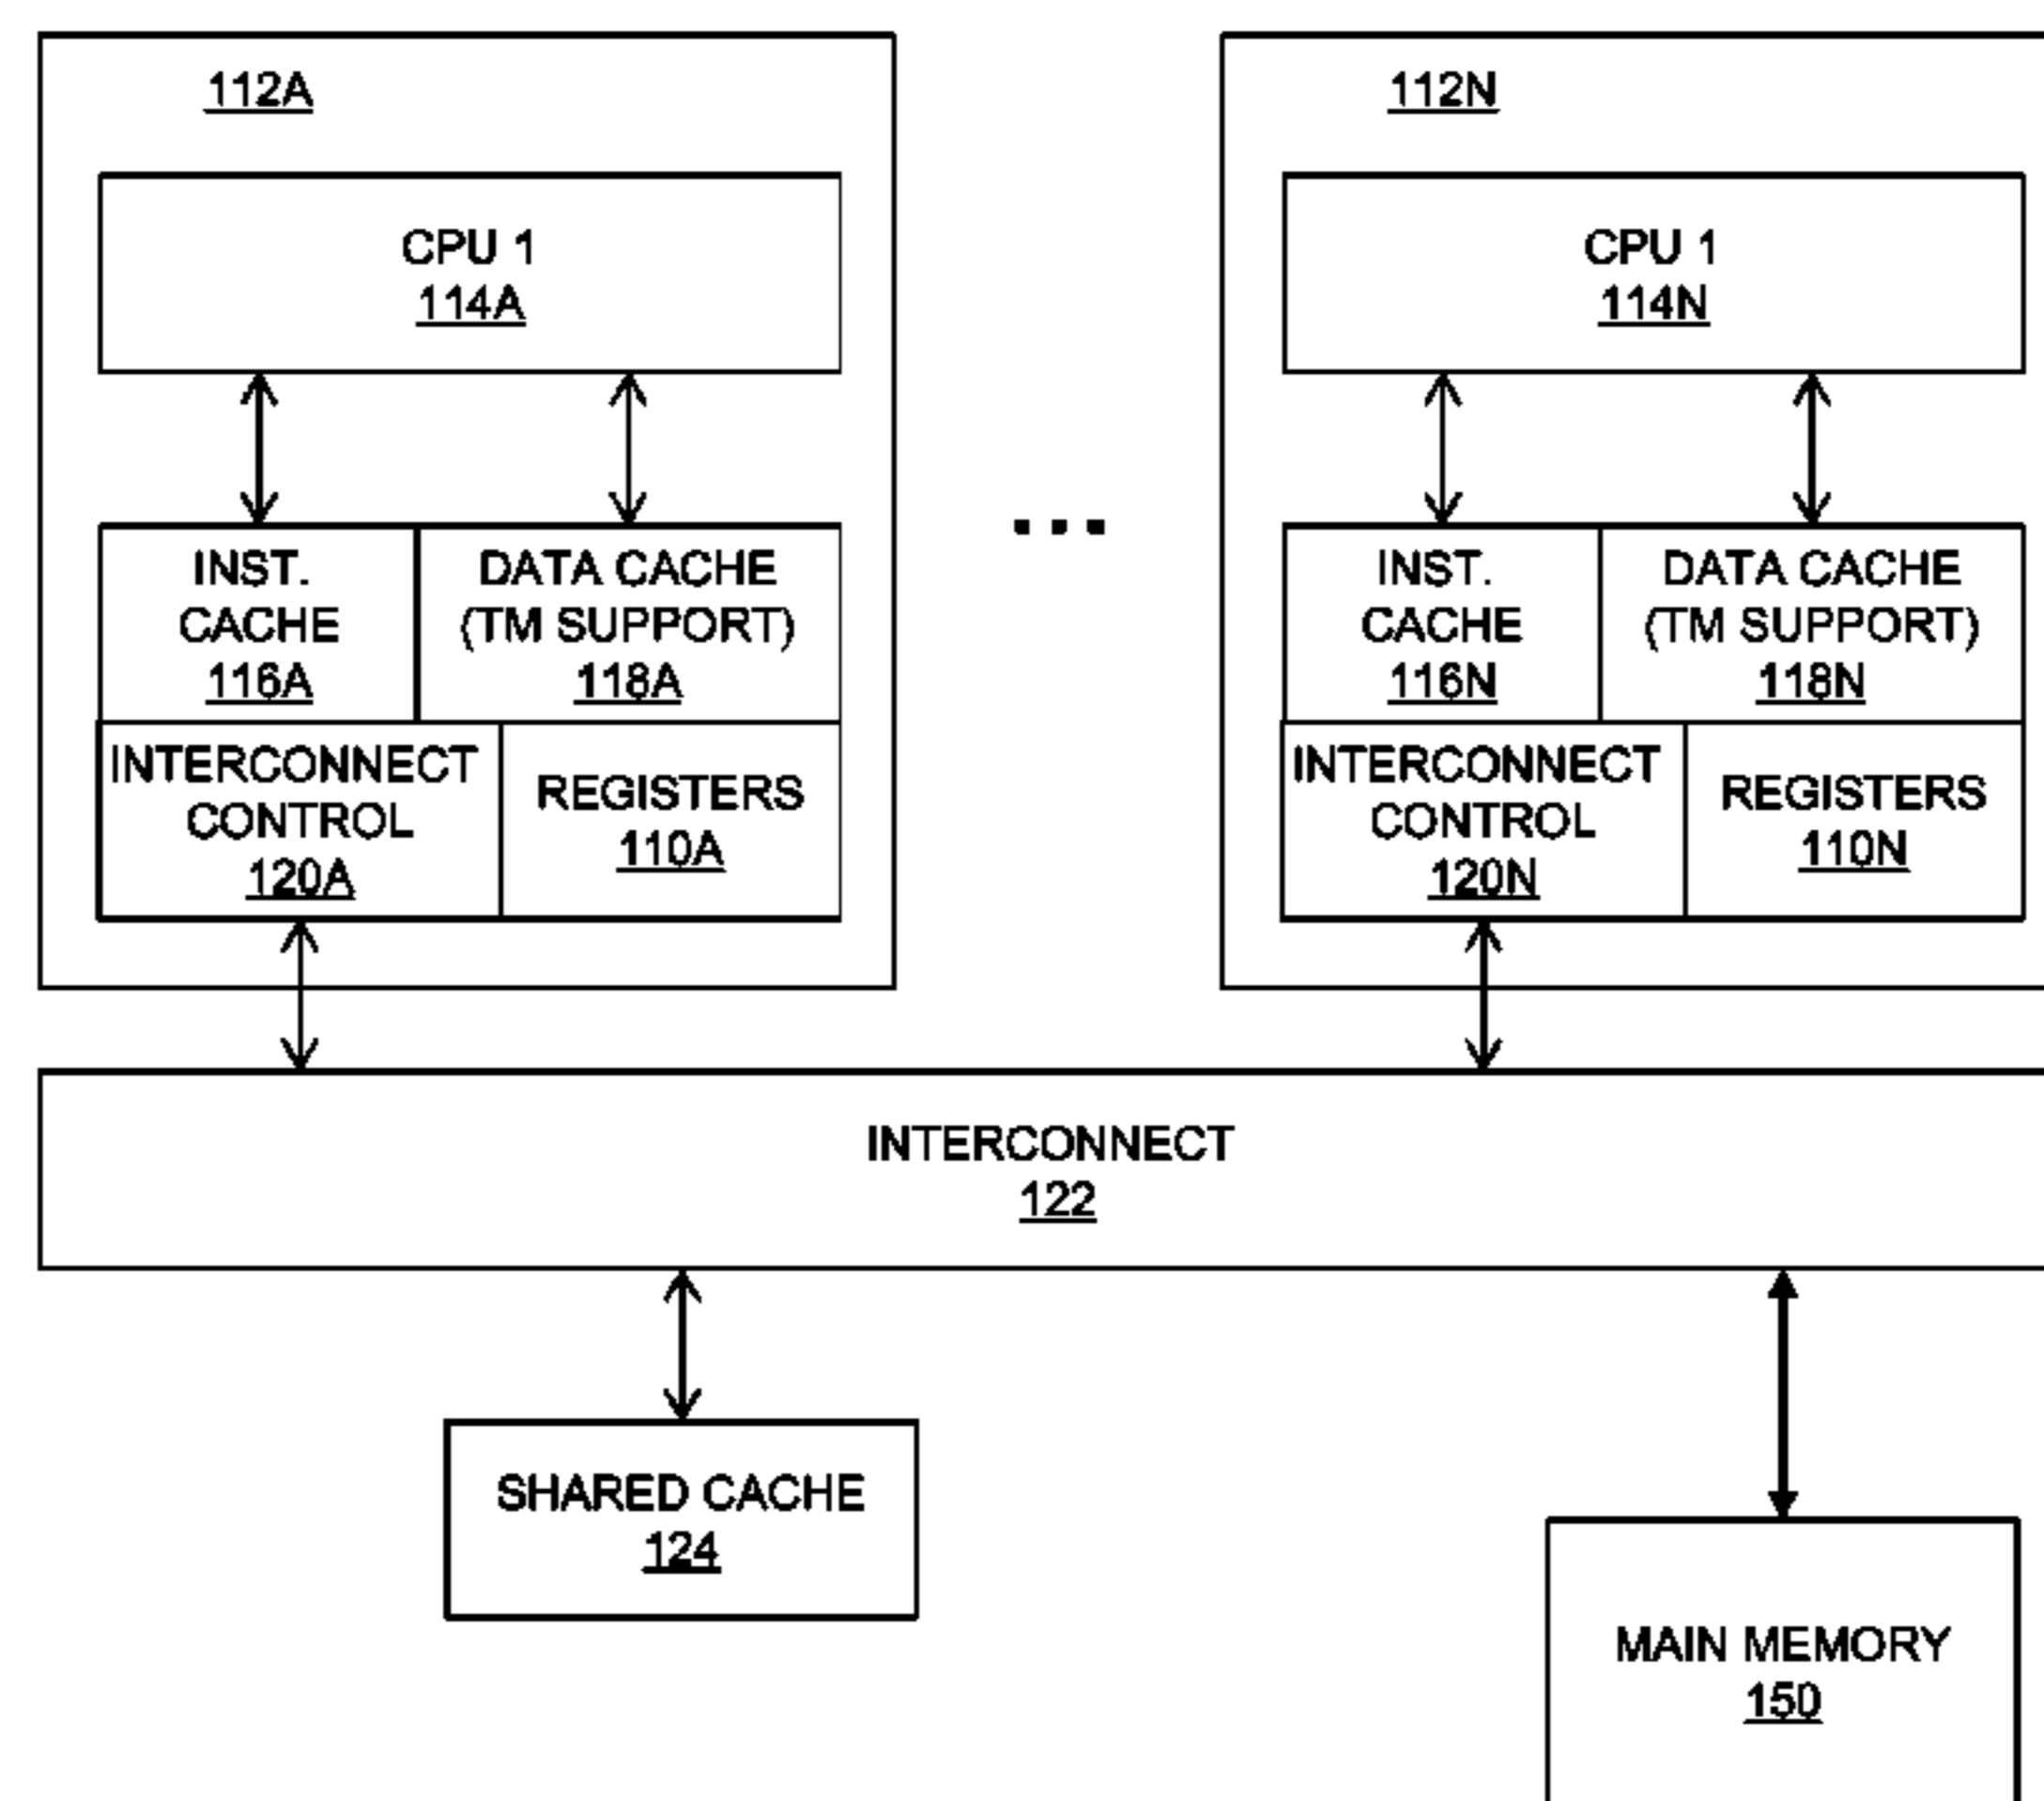 112A
CPU 1
114A
INST.
CACHE
116A
DATA CACHE
(TM SUPPORT)
118A
INTERCONNECT
CONTROL
120A
REGISTERS
110A
...
112N
CPU 1
114N
INST.
CACHE
116N
DATA CACHE
(TM SUPPORT)
118N
INTERCONNECT
CONTROL
120N
REGISTERS
110N
INTERCONNECT
122
SHARED CACHE
124
MAIN MEMORY
150